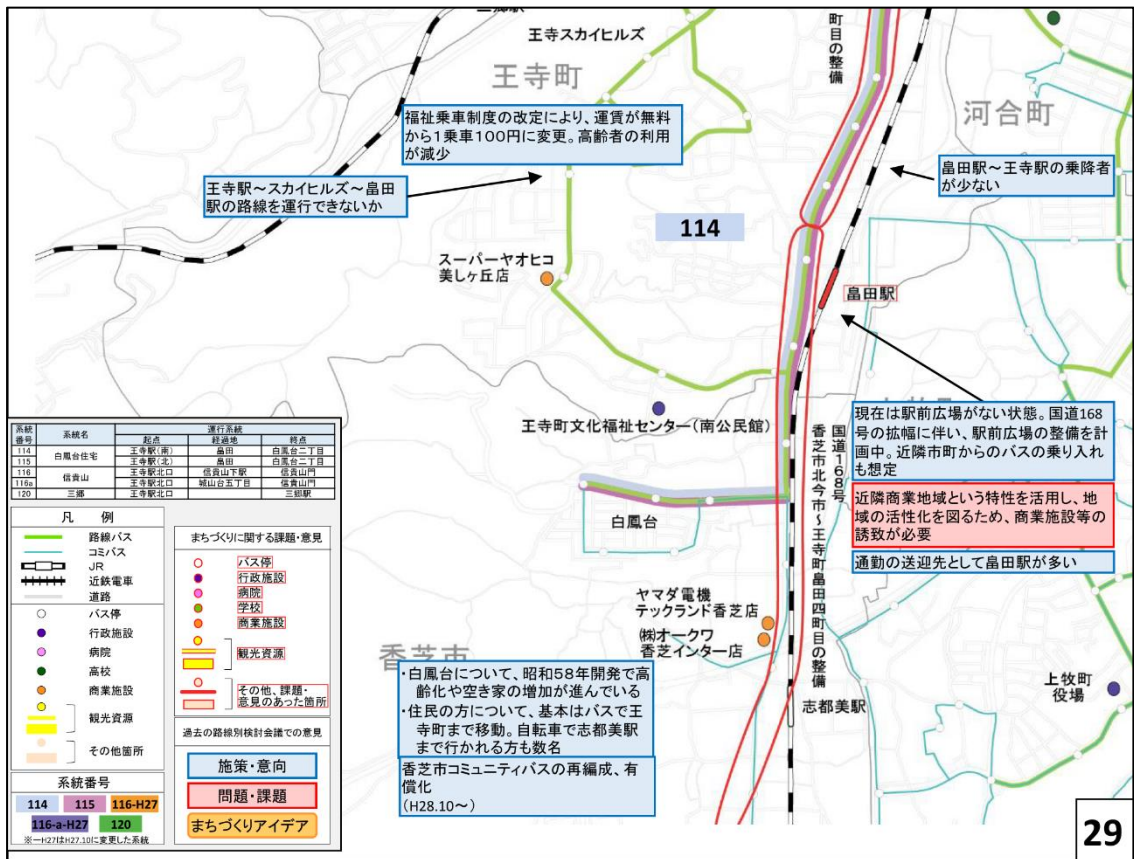 三郷駅
王寺スカイヒルズ
町目の整備
王寺町
河合町
福祉乗車制度の改定により、運賃が無料
から1乗車100円に変更。高齢者の利用
が減少
王寺駅~スカイヒルズ~畠田
駅の路線を運行できないか
畠田駅~王寺駅の乗降者
が少ない
114
スーパーヤオヒコ
美しヶ丘店
畠田駅
王寺町文化福祉センター(南公民館)
国道168号
香芝市北今市~王寺町畠田四町目の整備
現在は駅前広場がない状態。国道168
号の拡幅に伴い、駅前広場の整備を計
画中。近隣市町からのバスの乗り入れ
も想定
近隣商業地域という特性を活用し、地
域の活性化を図るため、商業施設等の
誘致が必要
通勤の送迎先として畠田駅が多い
白鳳台
ヤマダ電機
テックランド香芝店
㈱オークワ
香芝インター店
香芝市
志都美駅
上牧町
役場
・白鳳台について、昭和58年開発で高
齢化や空き家の増加が進んでいる
・住民の方について、基本はバスで王
寺町まで移動。自転車で志都美駅
まで行かれる方も数名
香芝市コミュニティバスの再編成、有
償化
(H28.10~)
系統番号 系統名 運行系統
起点 経過地 終点
114 白鳳台住宅 王寺駅(南) 畠田 白鳳台二丁目
115 王寺駅(北) 畠田 白鳳台二丁目
116 信貴山 王寺駅北口 信貴山下駅 信貴山門
116a 王寺駅北口 城山台五丁目 信貴山門
120 三郷 王寺駅北口 三郷駅
凡 例
路線バス
コミバス
JR
近鉄電車
道路
バス停
行政施設
病院
高校
商業施設
観光資源
その他箇所
系統番号
114 115 116-H27
116-a-H27 120
※-H27はH27.10に変更した系統
まちづくりに関する課題・意見
バス停
行政施設
病院
学校
商業施設
観光資源
その他、課題・
意見のあった箇所
過去の路線別検討会議での意見
施策・意向
問題・課題
まちづくりアイデア
29